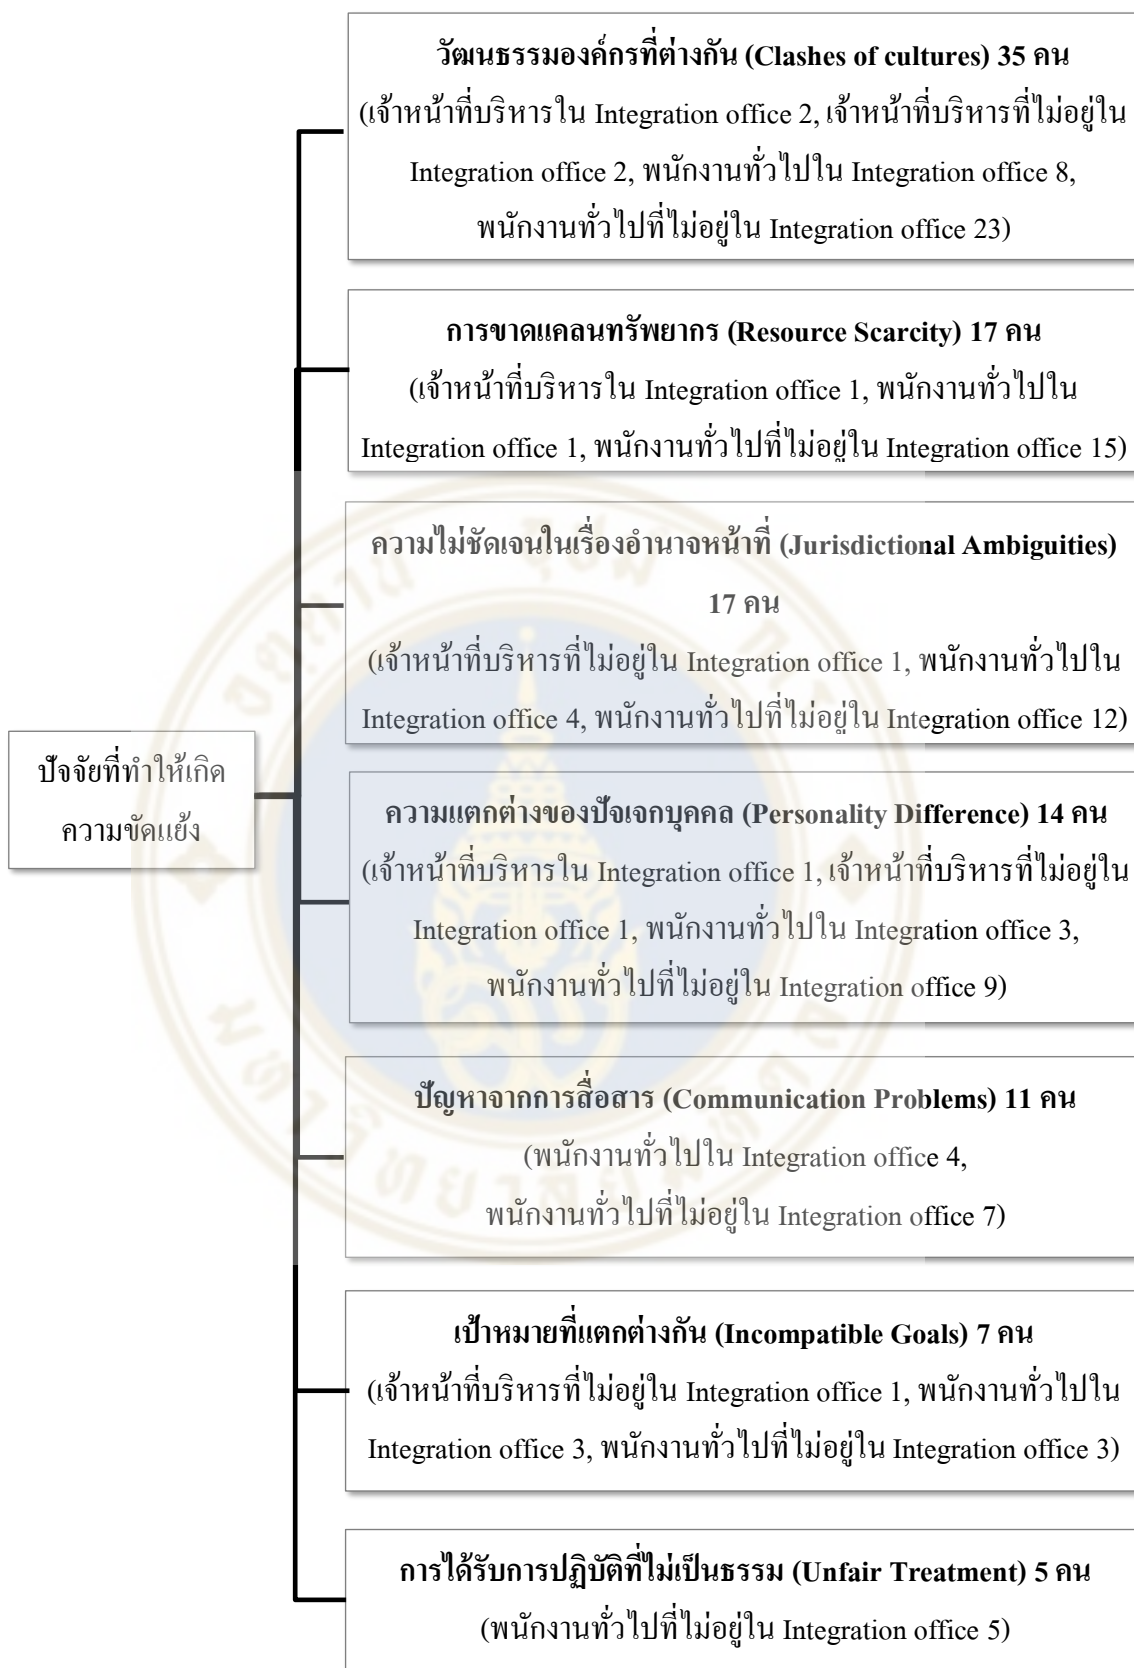 วัฒนธรรมองค์กรที่ต่างกัน (Clashes of cultures) 35 คน
(เจ้าหน้าที่บริหารใน Integration office 2, เจ้าหน้าที่บริหารที่ไม่อยู่ใน
Integration office 2, พนักงานทั่วไปใน Integration office 8,
พนักงานทั่วไปที่ไม่อยู่ใน Integration office 23)
การขาดแคลนทรัพยากร (Resource Scarcity) 17 คน
(เจ้าหน้าที่บริหารใน Integration office 1, พนักงานทั่วไปใน
Integration office 1, พนักงานทั่วไปที่ไม่อยู่ใน Integration office 15)
ความไม่ชัดเจนในเรื่องอำนาจหน้าที่ (Jurisdictional Ambiguities)
17 คน
(เจ้าหน้าที่บริหารที่ไม่อยู่ใน Integration office 1, พนักงานทั่วไปใน
Integration office 4, พนักงานทั่วไปที่ไม่อยู่ใน Integration office 12)
ปัจจัยที่ทำให้เกิด
ความขัดแย้ง
ความแตกต่างของปัจเจกบุคคล (Personality Difference) 14 คน
(เจ้าหน้าที่บริหารใน Integration office 1, เจ้าหน้าที่บริหารที่ไม่อยู่ใน
Integration office 1, พนักงานทั่วไปใน Integration office 3,
พนักงานทั่วไปที่ไม่อยู่ใน Integration office 9)
ปัญหาจากการสื่อสาร (Communication Problems) 11 คน
(พนักงานทั่วไปใน Integration office 4,
พนักงานทั่วไปที่ไม่อยู่ใน Integration office 7)
เป้าหมายที่แตกต่างกัน (Incompatible Goals) 7 คน
(เจ้าหน้าที่บริหารที่ไม่อยู่ใน Integration office 1, พนักงานทั่วไปใน
Integration office 3, พนักงานทั่วไปที่ไม่อยู่ใน Integration office 3)
การได้รับการปฏิบัติที่ไม่เป็นธรรม (Unfair Treatment) 5 คน
(พนักงานทั่วไปที่ไม่อยู่ใน Integration office 5)